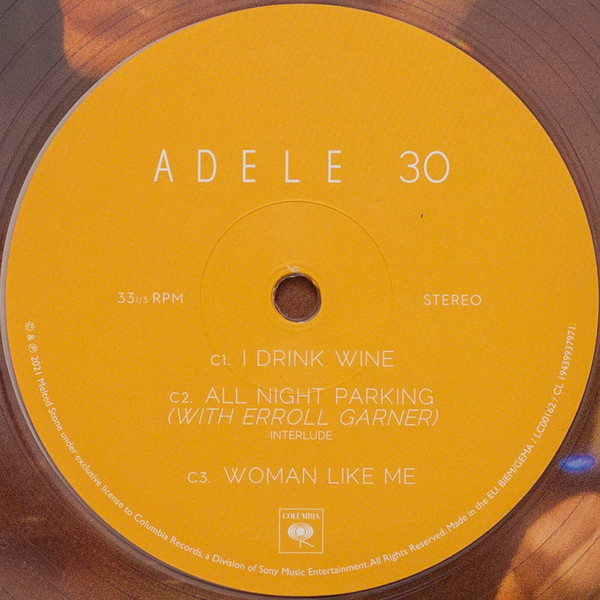 ADELE 30
33 1/3 RPM
STEREO
C1. I DRINK WINE
C2. ALL NIGHT PARKING
(WITH ERROLL GARNER)
INTERLUDE
C3. WOMAN LIKE ME
COLUMBIA
© & ℗ 2021 Melted Stone under exclusive license to Columbia Records, a Division of Sony Music Entertainment. All Rights Reserved. Made in the EU. BIEM/GEMA / LC00162 / CL 19439937971.